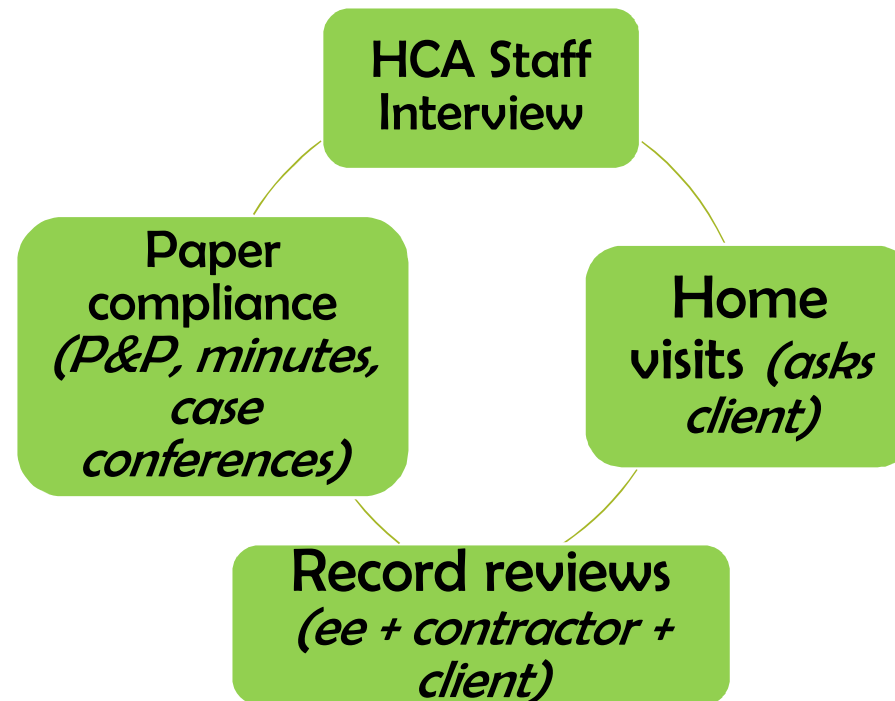 HCA Staff
Interview
Home
visits (asks
client)
Record reviews
(ee + contractor +
client)
Paper
compliance
(P&P, minutes,
case
conferences)